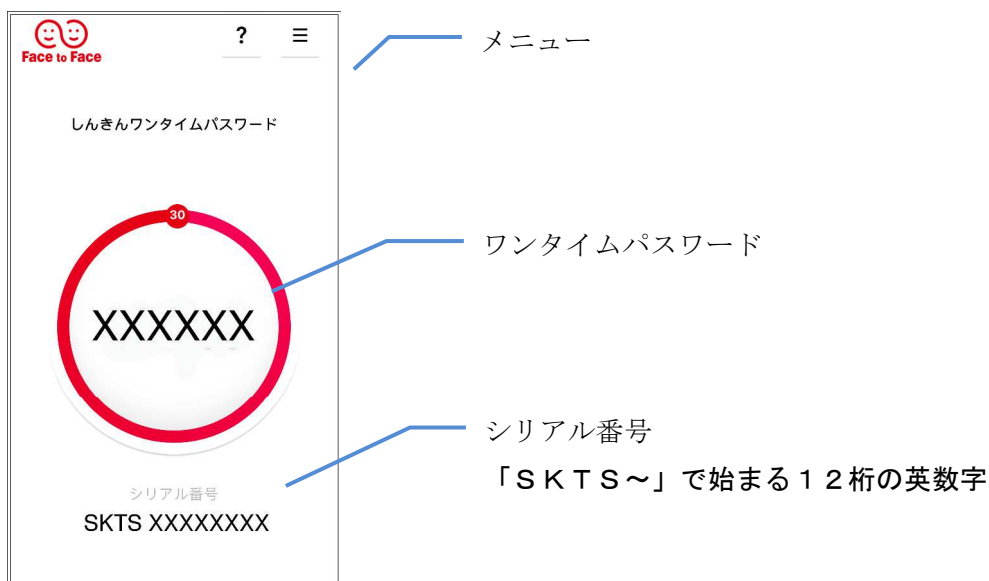 Face to Face
? ☰
メニュー
しんきんワンタイムパスワード
30
ワンタイムパスワード
XXXXXX
シリアル番号
「ＳＫＴＳ～」で始まる１２桁の英数字
シリアル番号
SKTS XXXXXXXX